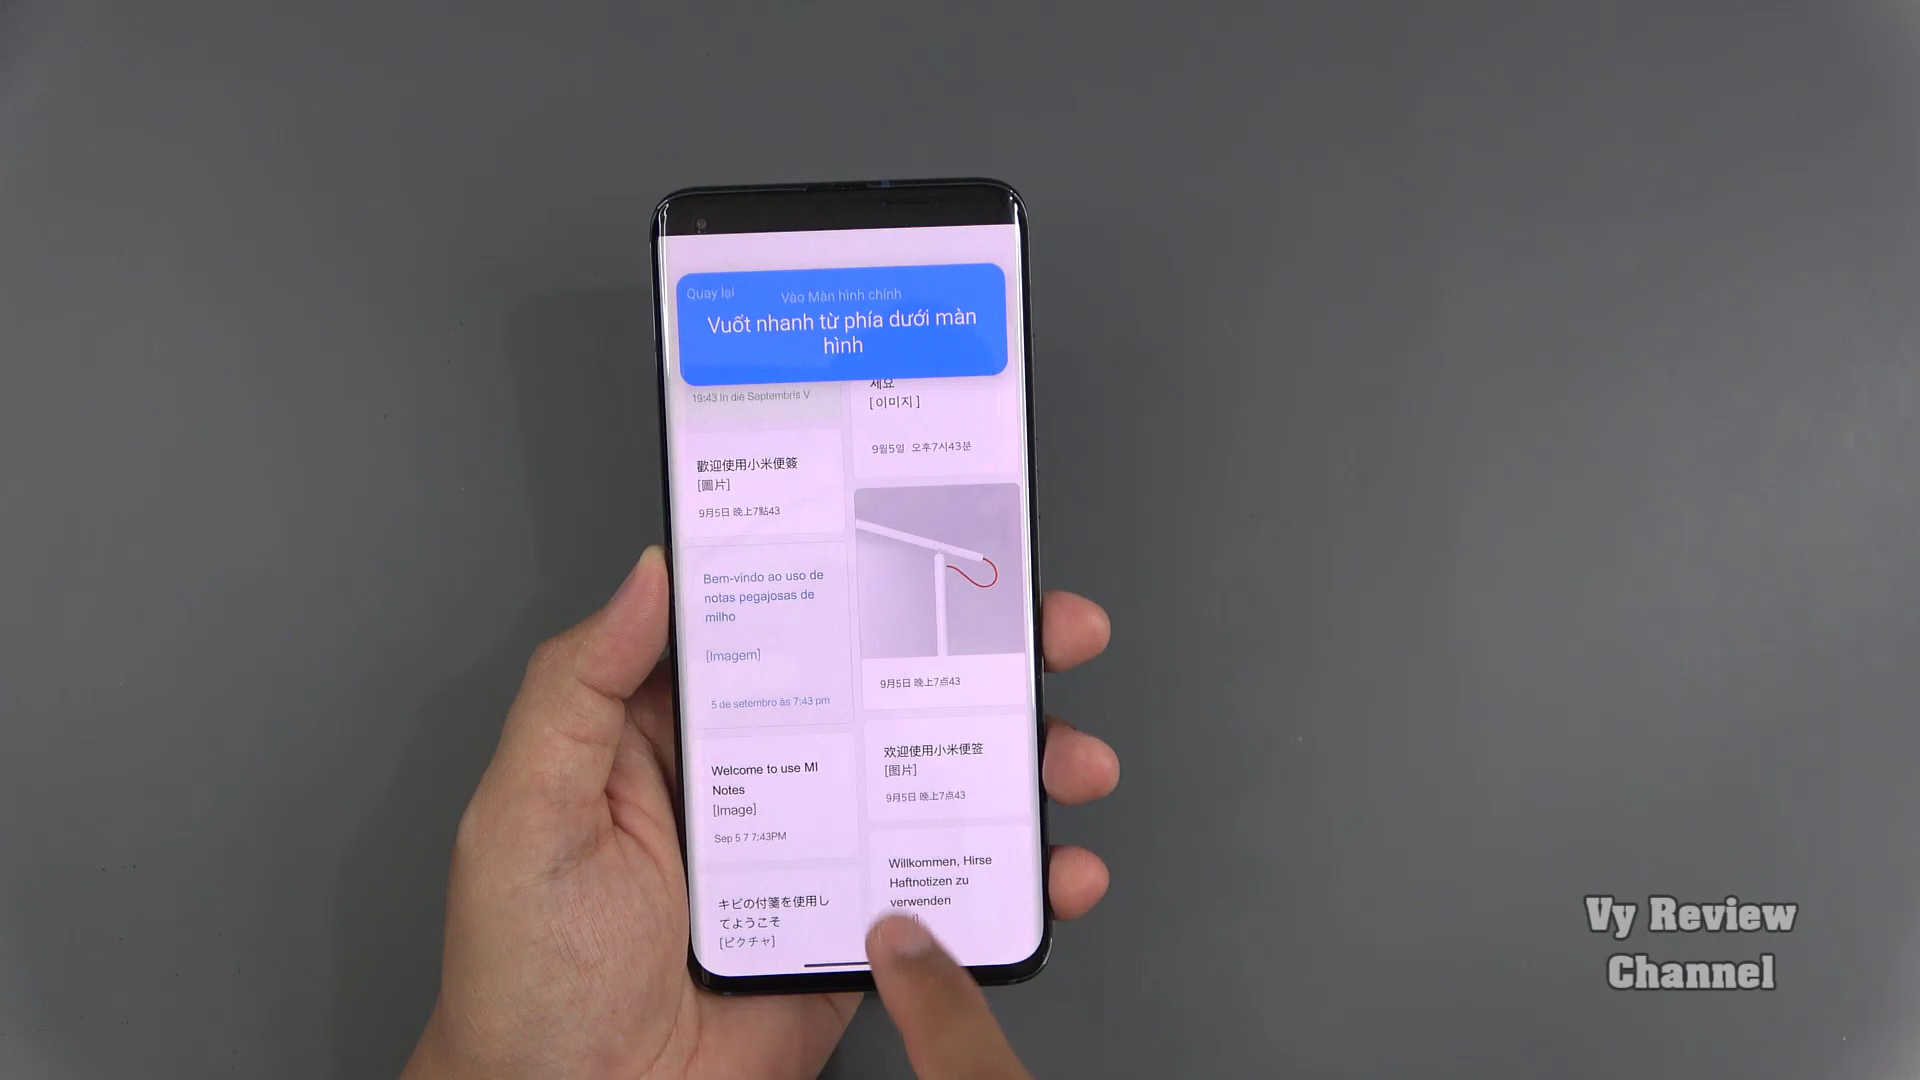 Quay lại
Vào Màn hình chính
Vuốt nhanh từ phía dưới màn
hình
19:43 In die Septembris V
歡迎使用小米便簽
[圖片]
9月5日 晚上7點43
Bem-vindo ao uso de
notas pegajosas de
milho
[Imagem]
5 de setembro às 7:43 pm
Welcome to use MI
Notes
[Image]
Sep 5 7 7:43PM
キビの付箋を使用し
てようこそ
[ピクチャ]
세요
[ 이미지 ]
9월5일 오후7시43분
9月5日 晚上7点43
欢迎使用小米便签
[图片]
9月5日 晚上7点43
Willkommen, Hirse
Haftnotizen zu
verwenden
Vy Review
Channel